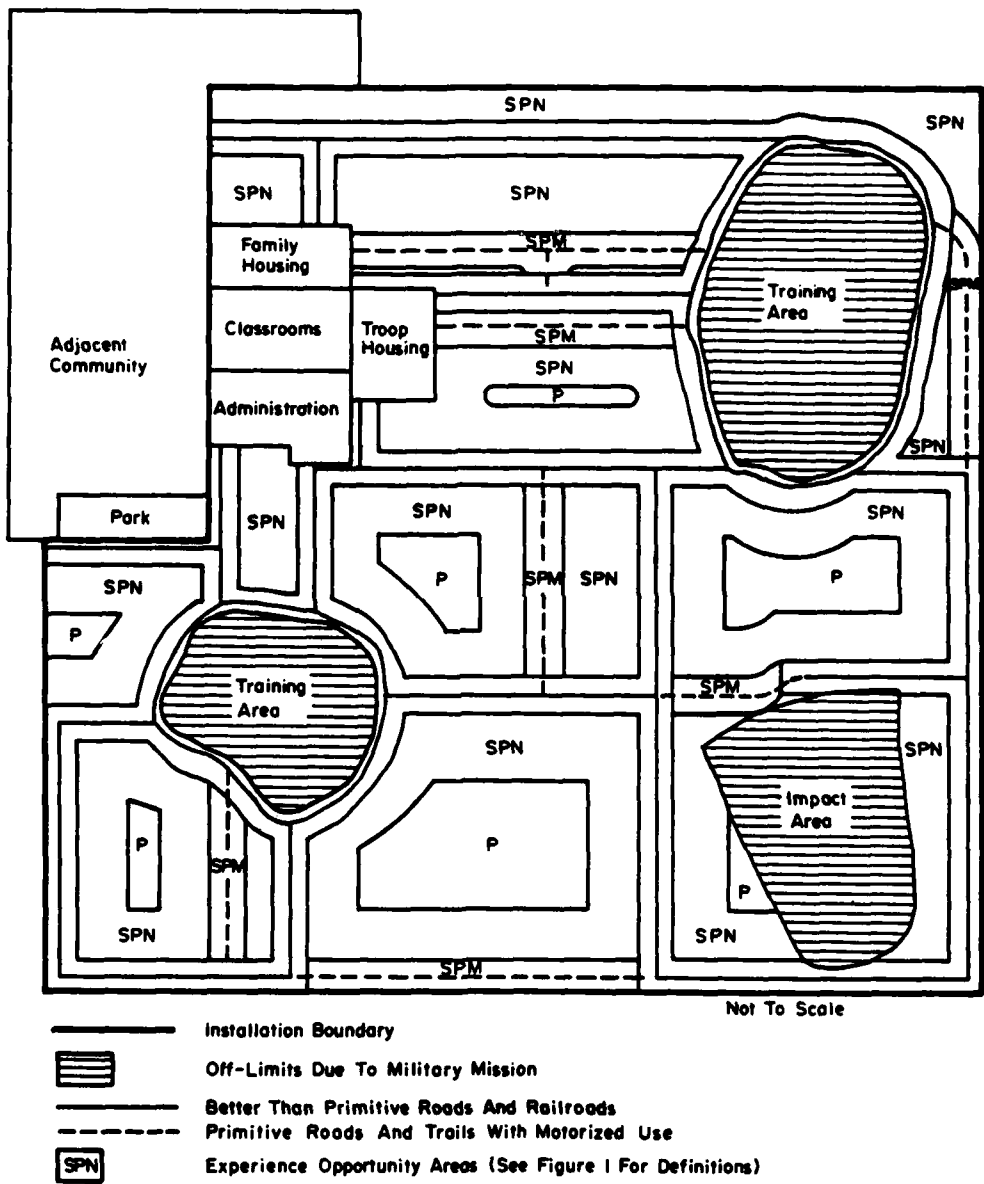 SPN
SPN
SPN
SPN
Family
Housing
SPM
SPM
Training
Area
Classrooms
Troop
Housing
SPM
Adjacent
Community
SPN
P
Administration
SPN
Park
SPN
SPN
SPN
SPN
P
SPM
SPN
P
P
Training
Area
SPM
SPN
SPN
Impact
Area
P
P
SPM
P
SPN
SPN
SPM
Not To Scale
Installation Boundary
Off-Limits Due To Military Mission
Better Than Primitive Roads And Railroads
Primitive Roads And Trails With Motorized Use
SPN Experience Opportunity Areas (See Figure 1 For Definitions)